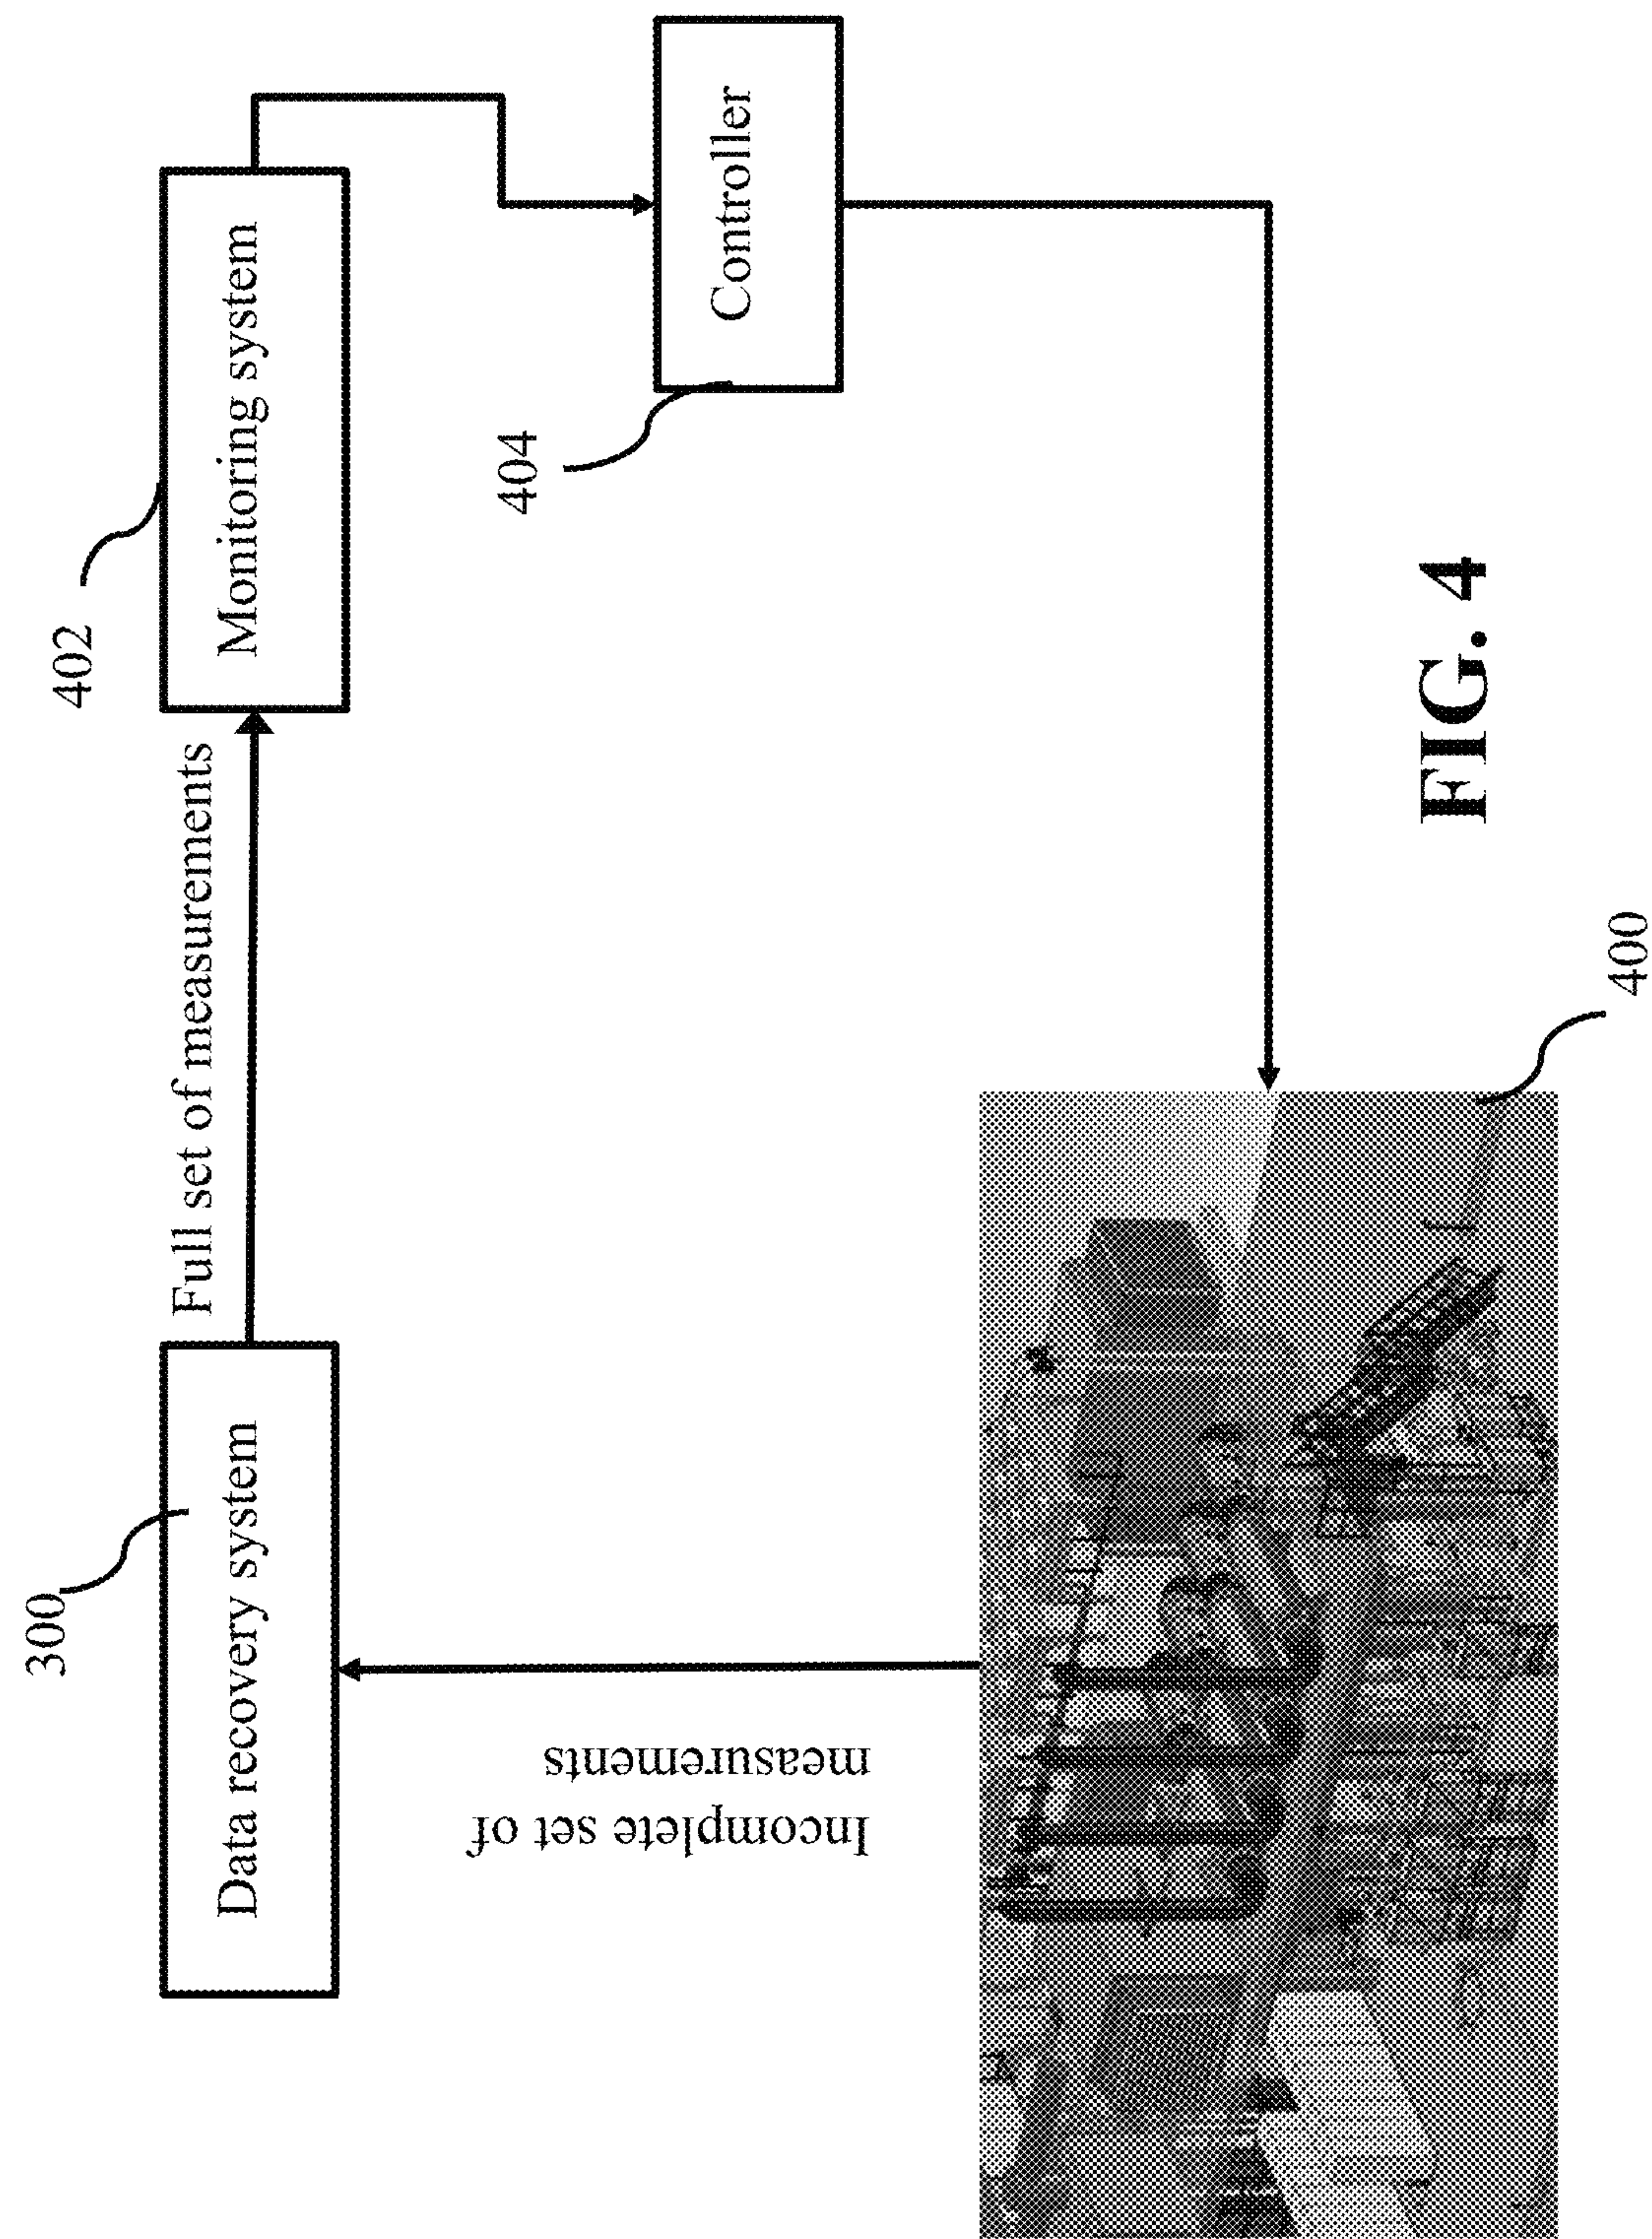 300
Data recovery system
Full set of measurements
402
Monitoring system
404
Controller
Incomplete set of
measurements
400
FIG. 4